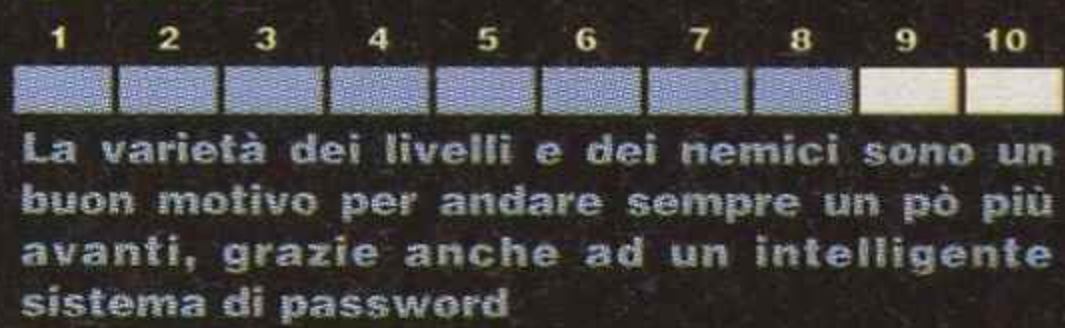 1 2 3 4 5 6 7 8 9 10
La varietà dei livelli e dei nemici sono un
buon motivo per andare sempre un pò più
avanti, grazie anche ad un intelligente
sistema di password